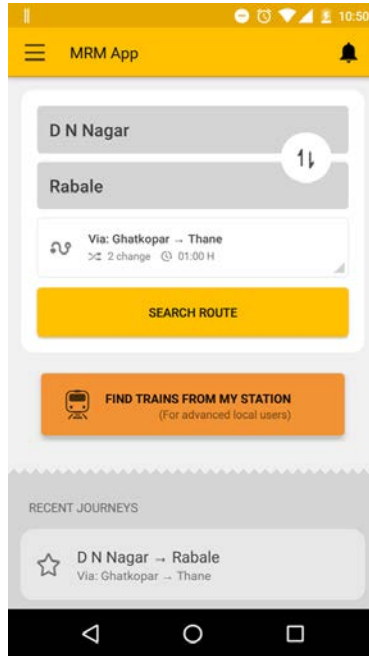 10:50
MRM App
D N Nagar
Rabale
Via: Ghatkopar → Thane
2 change 01:00 H
SEARCH ROUTE
FIND TRAINS FROM MY STATION
(For advanced local users)
RECENT JOURNEYS
D N Nagar → Rabale
Via: Ghatkopar → Thane